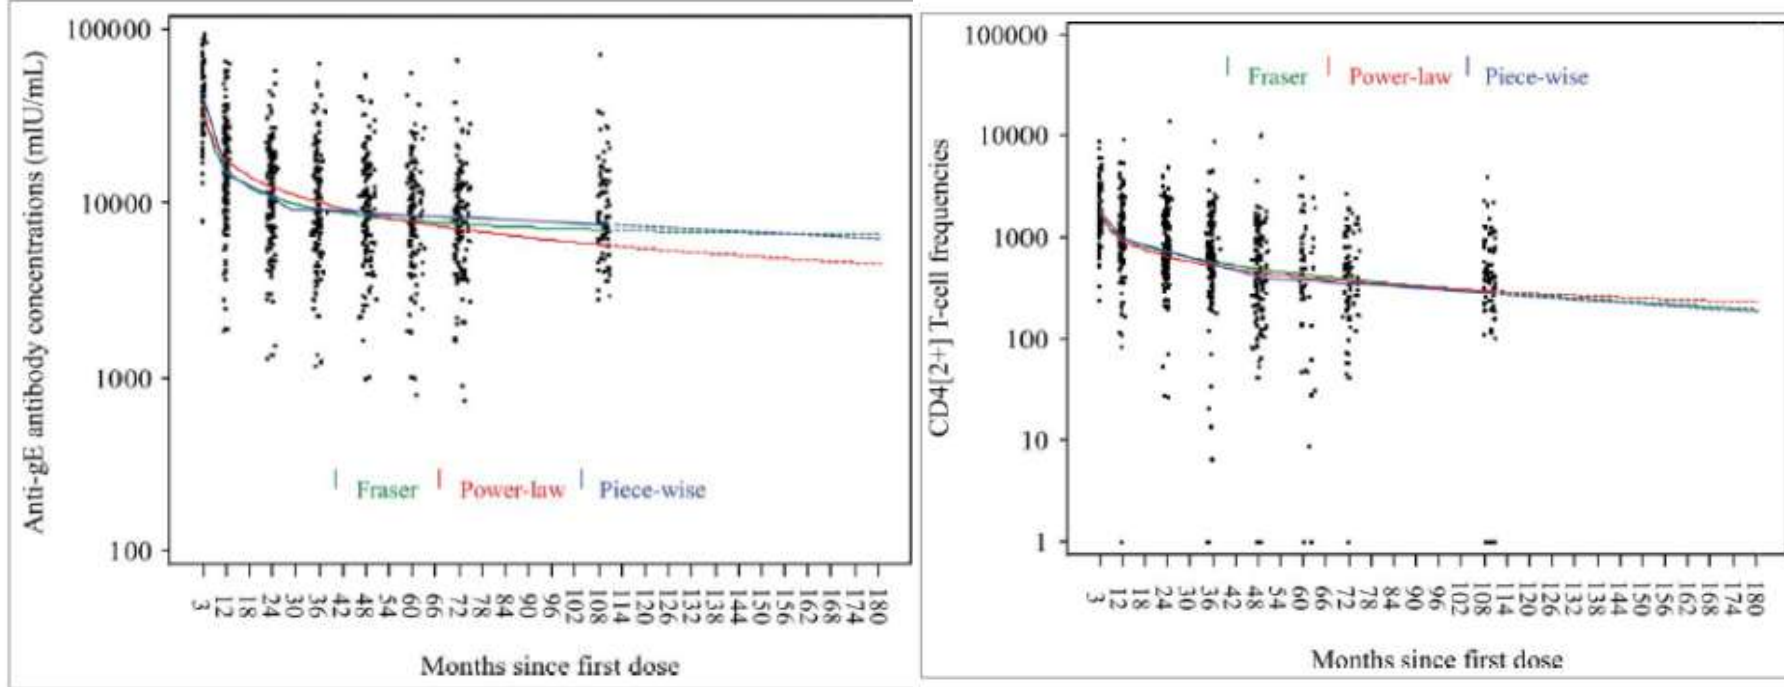 Anti-gE antibody concentrations (mIU/mL)
100000
10000
1000
100
Fraser Power-law Piece-wise
3 12 18 24 30 36 42 48 54 60 66 72 78 84 90 96 102 108 114 120 126 132 138 144 150 156 162 168 174 180
Months since first dose
CD4[2+] T-cell frequencies
100000
10000
1000
100
10
1
Fraser Power-law Piece-wise
3 12 18 24 30 36 42 48 54 60 66 72 78 84 90 96 102 108 114 120 126 132 138 144 150 156 162 168 174 180
Months since first dose